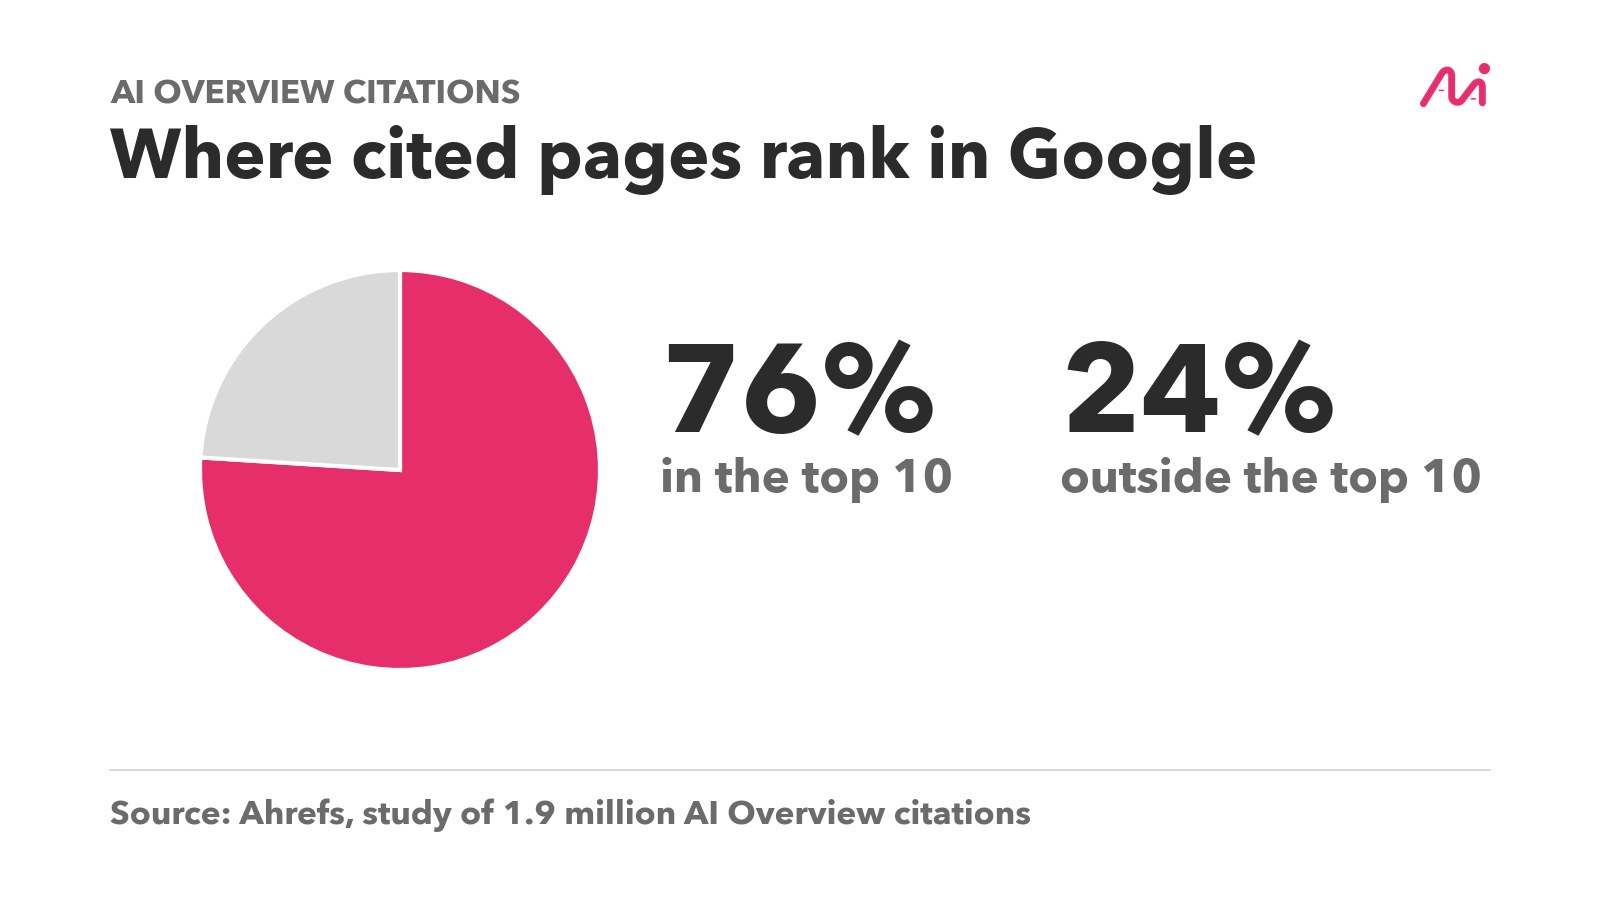 AI OVERVIEW CITATIONS
Where cited pages rank in Google
76%
in the top 10
24%
outside the top 10
Source: Ahrefs, study of 1.9 million AI Overview citations